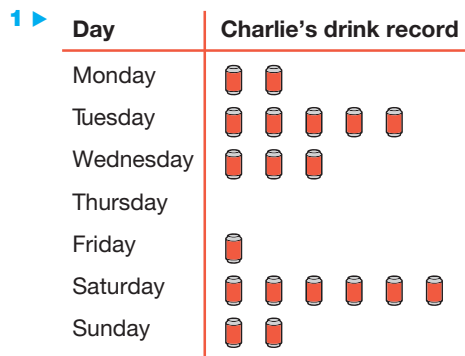 1 ▶ Day Charlie's drink record
Monday
Tuesday
Wednesday
Thursday
Friday
Saturday
Sunday